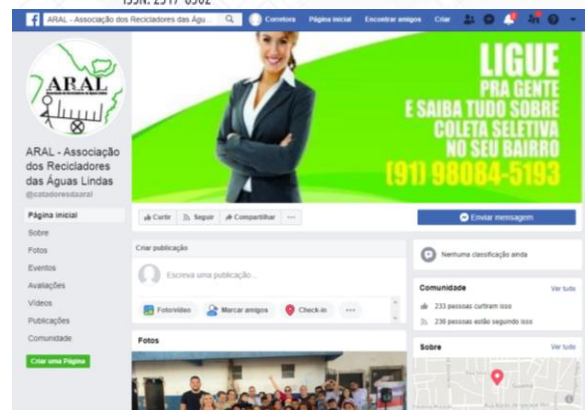 ISSN: 2317-6302
ARAL - Associação dos Recicladores das Águ...
Corretora
Página inicial
Encontrar amigos
Criar
ARAL
LIGUE
PRA GENTE
E SAIBA TUDO SOBRE
COLETA SELETIVA
NO SEU BAIRRO
(91) 98084-5193
ARAL - Associação
dos Recicladores
das Águas Lindas
@catadoresdaaral
Curtir
Seguir
Compartilhar
Enviar mensagem
Página inicial
Sobre
Fotos
Eventos
Avaliações
Vídeos
Publicações
Comunidade
Criar uma Página
Criar publicação
Escreva uma publicação...
Foto/vídeo
Marcar amigos
Check-in
Fotos
Nenhuma classificação ainda
Comunidade
Ver tudo
233 pessoas curtiram isso
236 pessoas estão seguindo isso
Sobre
Ver tudo